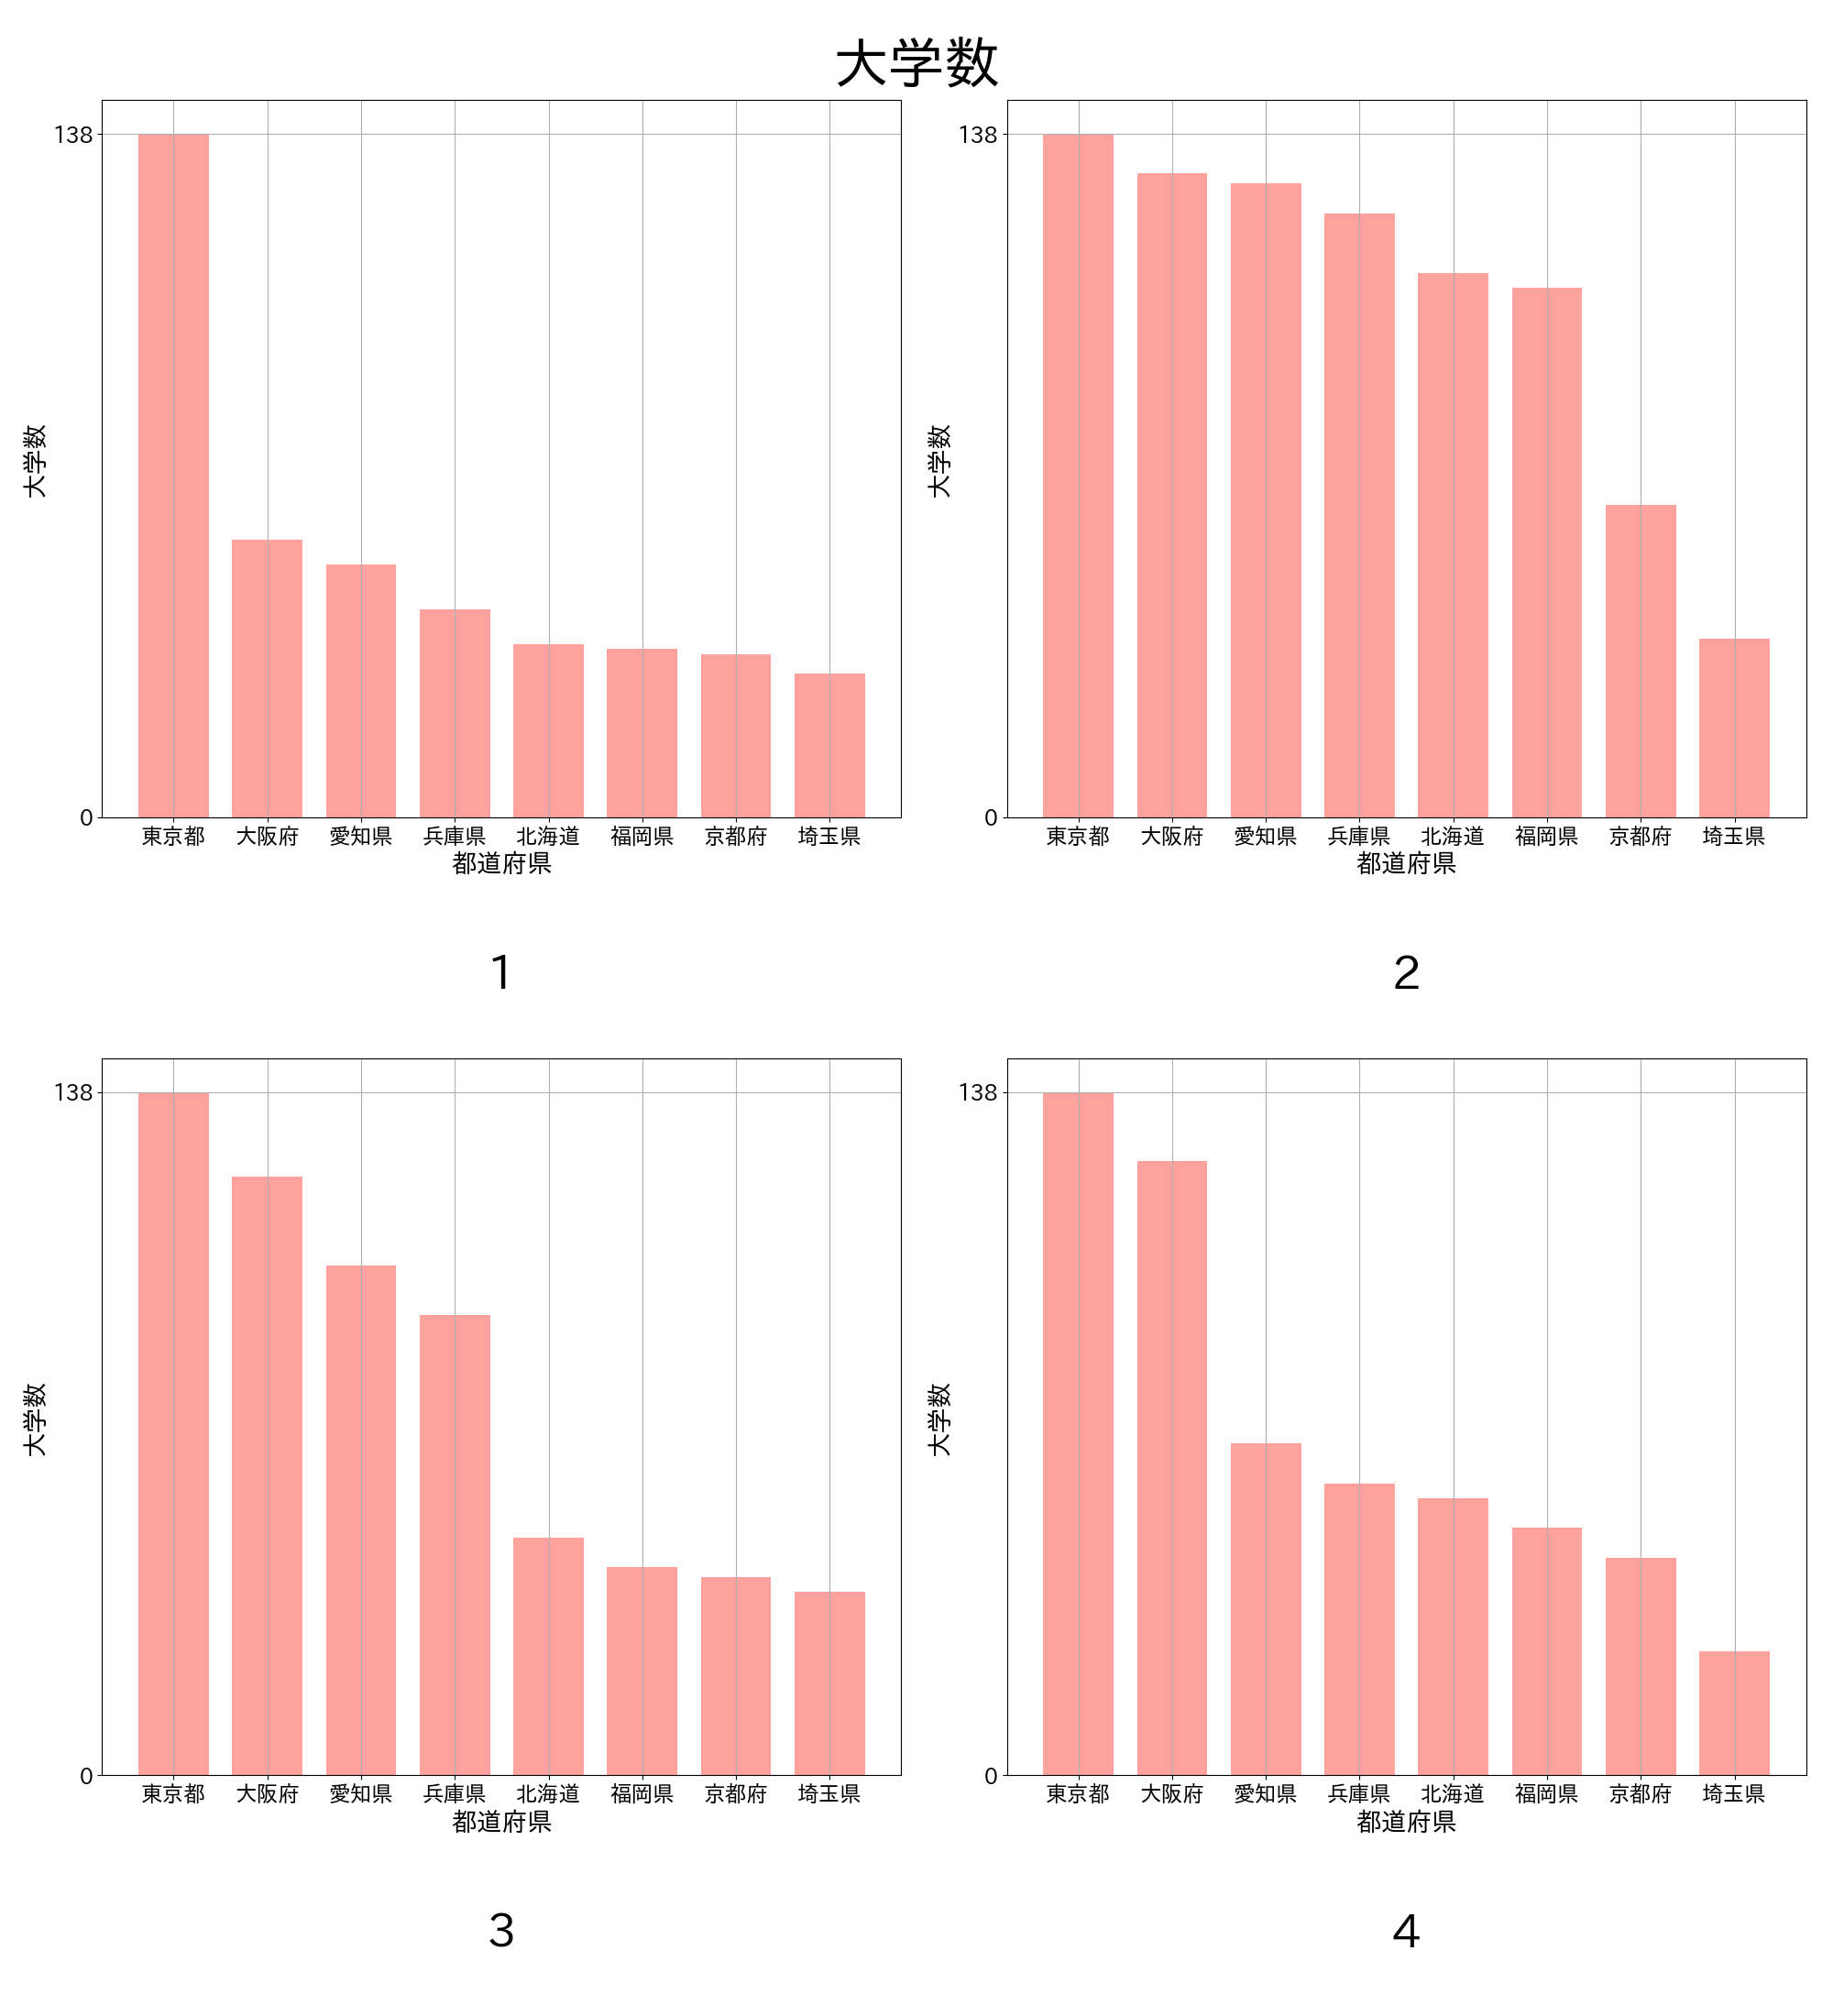 大学数
138
0
大学数
東京都 大阪府 愛知県 兵庫県 北海道 福岡県 京都府 埼玉県
都道府県
1
138
0
大学数
東京都 大阪府 愛知県 兵庫県 北海道 福岡県 京都府 埼玉県
都道府県
2
138
0
大学数
東京都 大阪府 愛知県 兵庫県 北海道 福岡県 京都府 埼玉県
都道府県
3
138
0
大学数
東京都 大阪府 愛知県 兵庫県 北海道 福岡県 京都府 埼玉県
都道府県
4